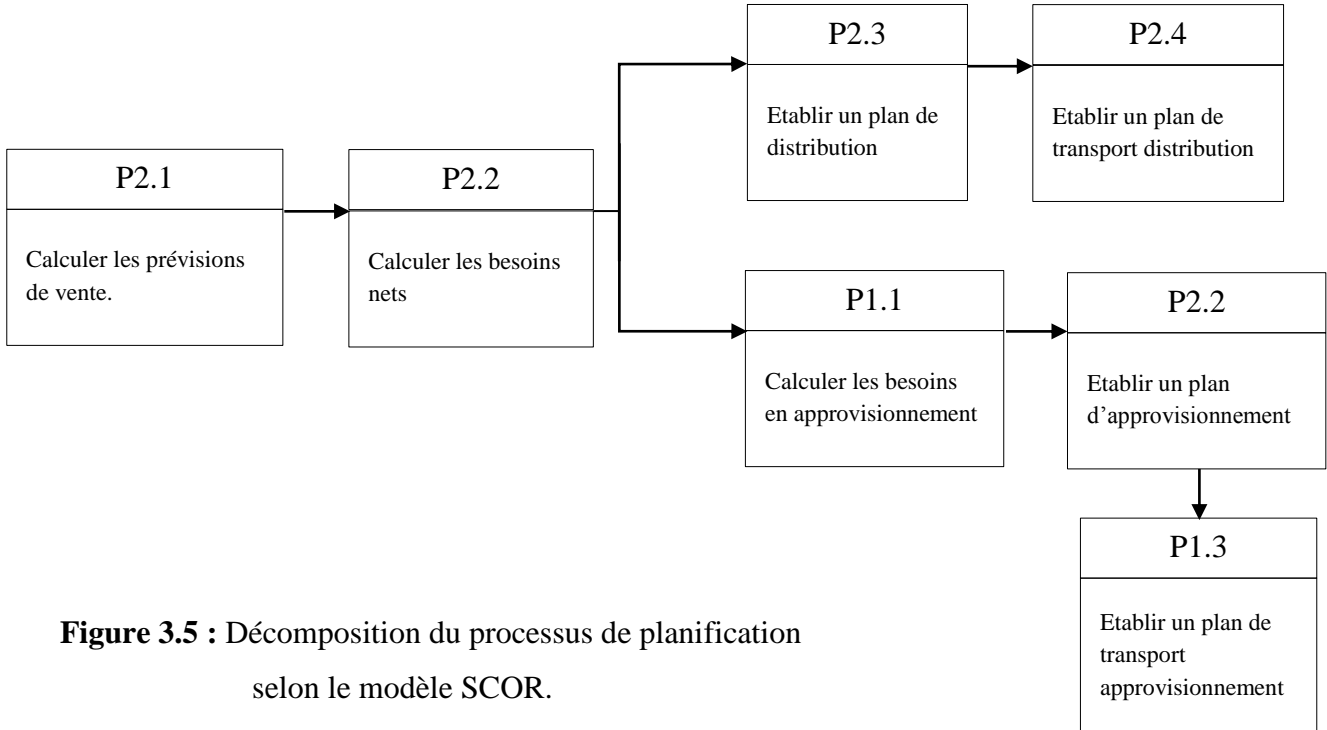 P2.3
Etablir un plan de
distribution
P2.4
Etablir un plan de
transport distribution
P2.1
Calculer les prévisions
de vente.
P2.2
Calculer les besoins
nets
P1.1
Calculer les besoins
en approvisionnement
P2.2
Etablir un plan
d’approvisionnement
P1.3
Etablir un plan de
transport
approvisionnement
Figure 3.5 : Décomposition du processus de planification
selon le modèle SCOR.